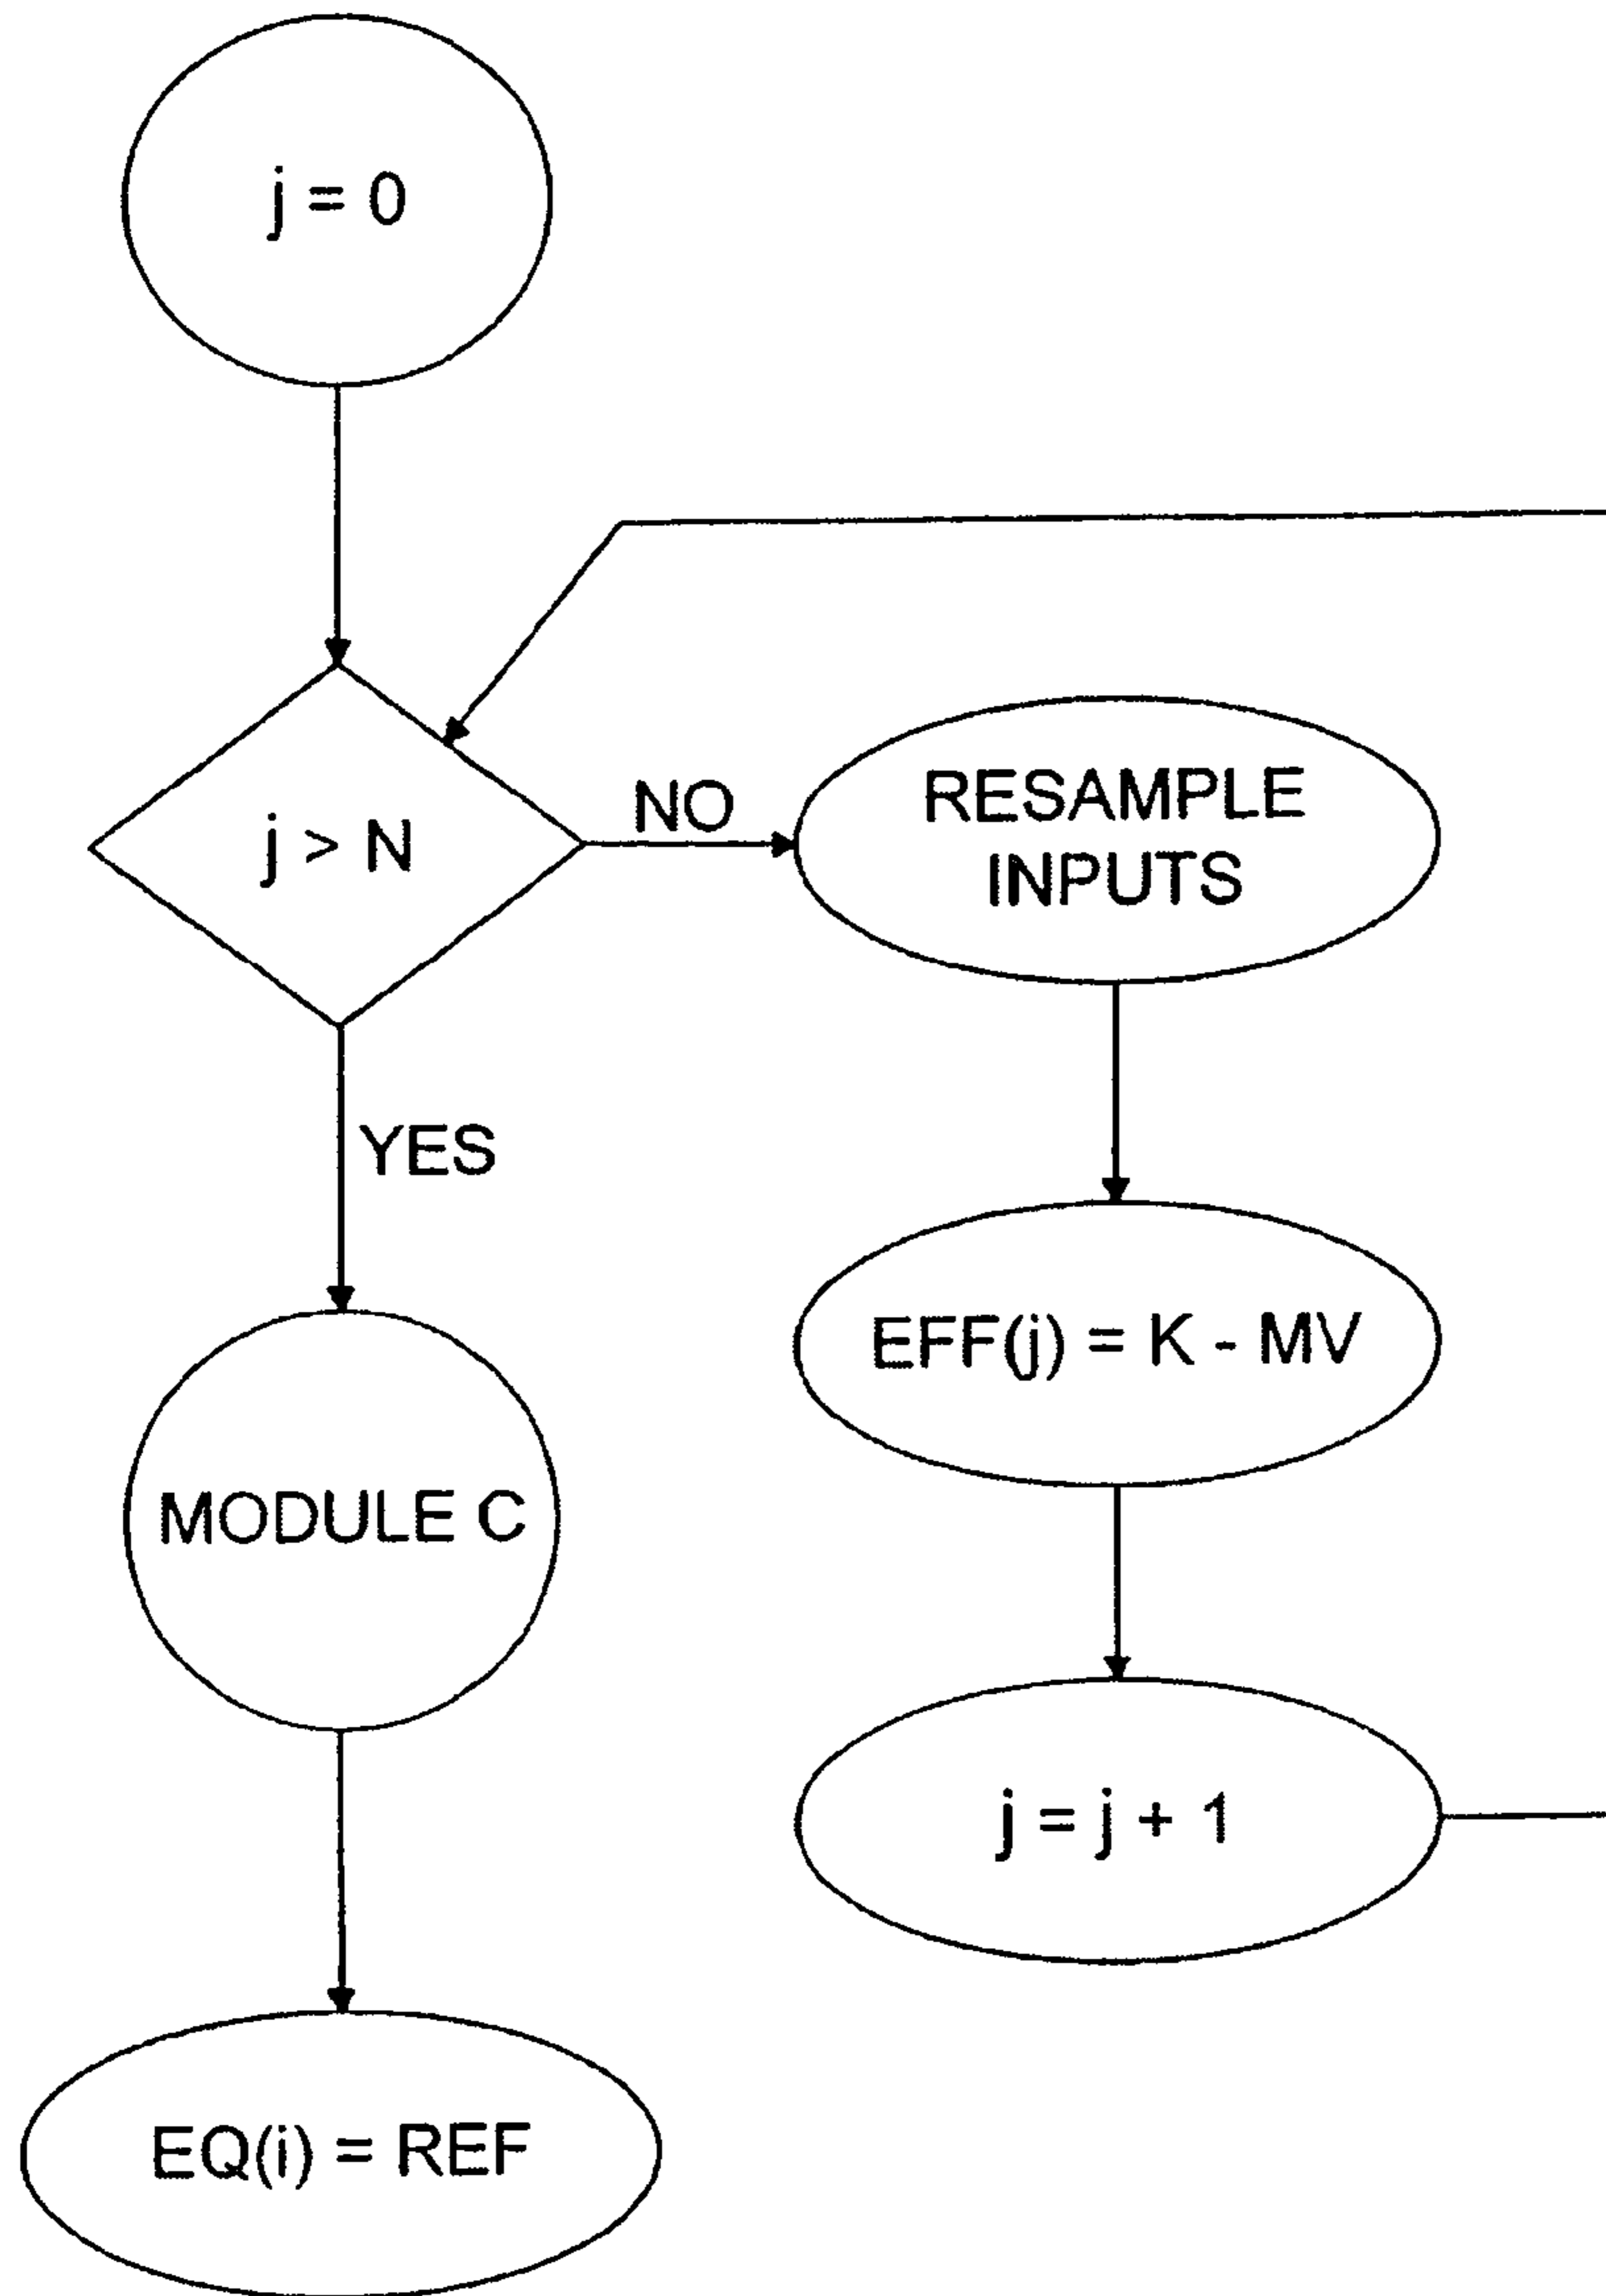 j = 0
j > N
NO
RESAMPLE
INPUTS
YES
EFF(j) = K - MV
MODULE C
j = j + 1
EQ(i) = REF